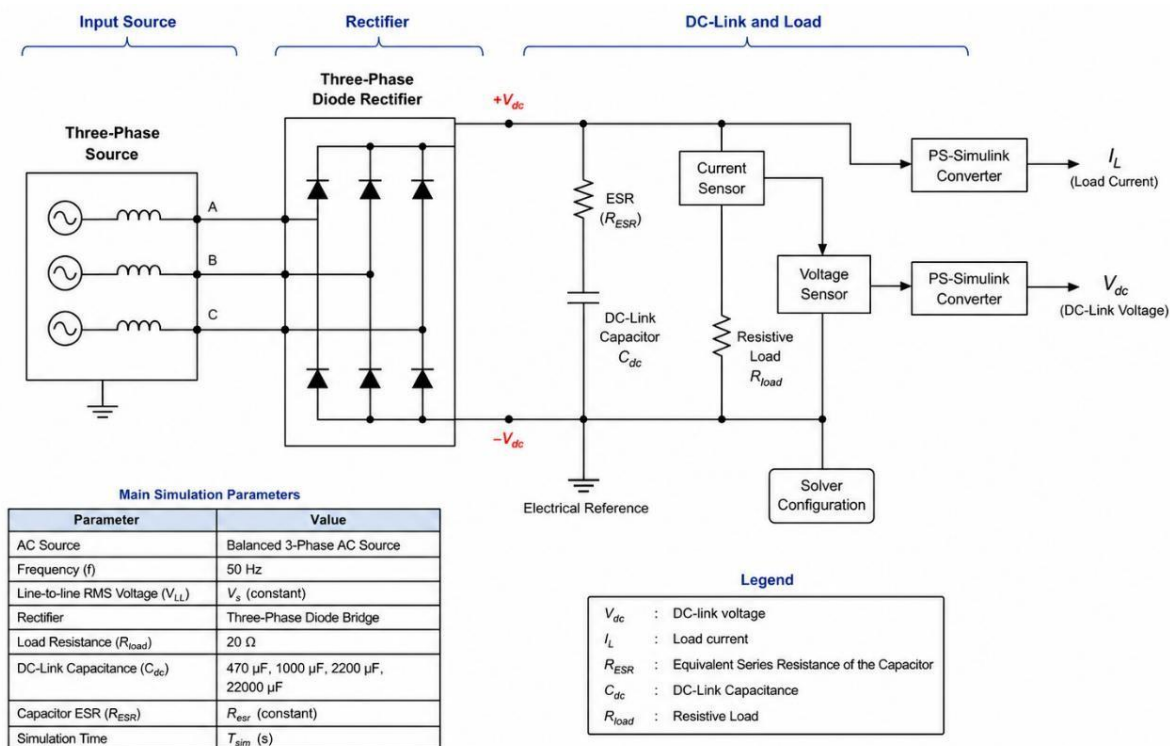 Input Source
Rectifier
DC-Link and Load
Three-Phase
Source
Three-Phase
Diode Rectifier
A
B
C
+Vdc
−Vdc
ESR
(RESR)
DC-Link
Capacitor
Cdc
Current
Sensor
Resistive
Load
Rload
Voltage
Sensor
PS-Simulink
Converter
IL
(Load Current)
PS-Simulink
Converter
Vdc
(DC-Link Voltage)
Electrical Reference
Solver
Configuration
Main Simulation Parameters
Parameter Value
AC Source Balanced 3-Phase AC Source
Frequency (f) 50 Hz
Line-to-line RMS Voltage (VLL) Vs (constant)
Rectifier Three-Phase Diode Bridge
Load Resistance (Rload) 20 Ω
DC-Link Capacitance (Cdc) 470 μF, 1000 μF, 2200 μF,
22000 μF
Capacitor ESR (RESR) Resr (constant)
Simulation Time Tsim (s)
Legend
Vdc : DC-link voltage
IL : Load current
RESR : Equivalent Series Resistance of the Capacitor
Cdc : DC-Link Capacitance
Rload : Resistive Load